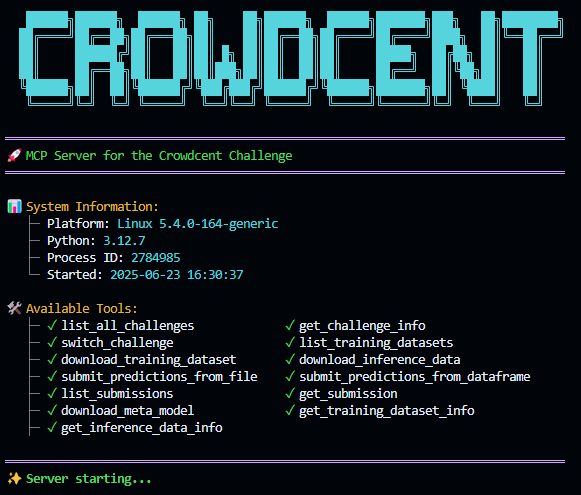 CROWDCENT
🚀 MCP Server for the Crowdcent Challenge
📊 System Information:
├─ Platform: Linux 5.4.0-164-generic
├─ Python: 3.12.7
├─ Process ID: 2784985
└─ Started: 2025-06-23 16:30:37
🛠 Available Tools:
├─ ✓ list_all_challenges ✓ get_challenge_info
├─ ✓ switch_challenge ✓ list_training_datasets
├─ ✓ download_training_dataset ✓ download_inference_data
├─ ✓ submit_predictions_from_file ✓ submit_predictions_from_dataframe
├─ ✓ list_submissions ✓ get_submission
├─ ✓ download_meta_model ✓ get_training_dataset_info
├─ ✓ get_inference_data_info
✨ Server starting...